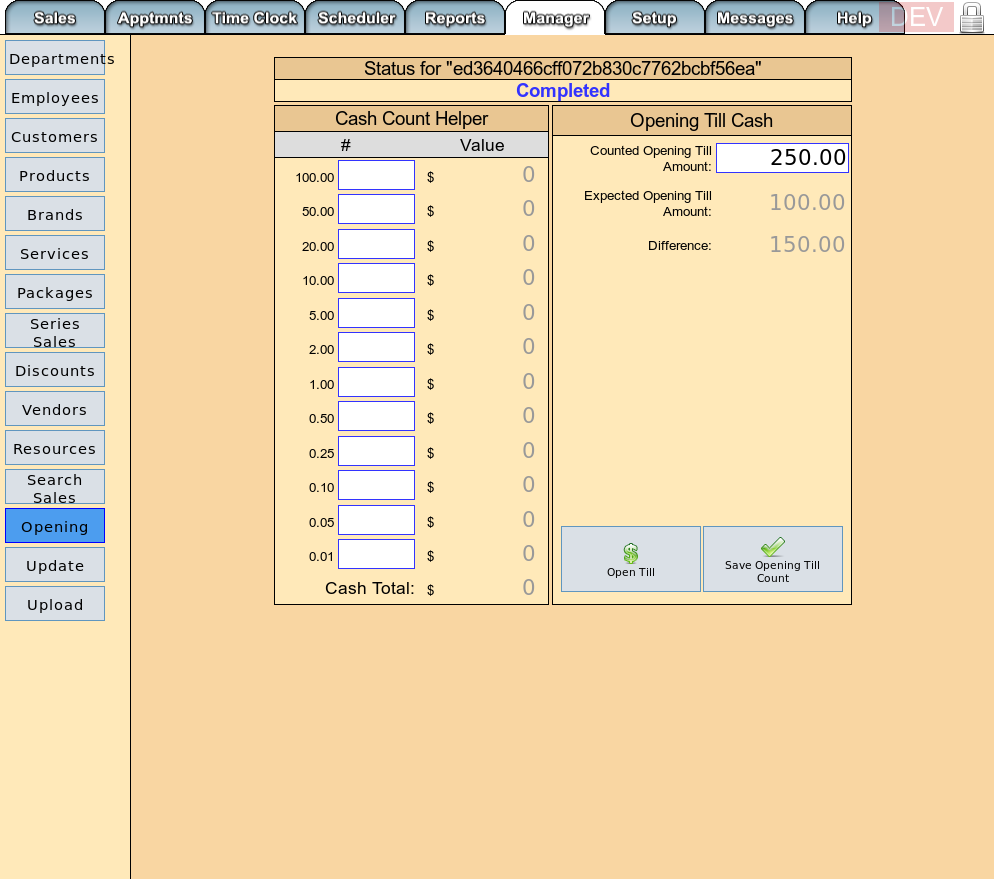 Sales Apptmnts Time Clock Scheduler Reports Manager Setup Messages Help DEV
Departments
Employees
Customers
Products
Brands
Services
Packages
Series
Sales
Discounts
Vendors
Resources
Search
Sales
Opening
Update
Upload
Status for "ed3640466cff072b830c7762bcbf56ea"
Completed
Cash Count Helper
# Value
100.00 $ 0
50.00 $ 0
20.00 $ 0
10.00 $ 0
5.00 $ 0
2.00 $ 0
1.00 $ 0
0.50 $ 0
0.25 $ 0
0.10 $ 0
0.05 $ 0
0.01 $ 0
Cash Total: $ 0
Opening Till Cash
Counted Opening Till
Amount: 250.00
Expected Opening Till
Amount: 100.00
Difference: 150.00
Open Till
Save Opening Till
Count